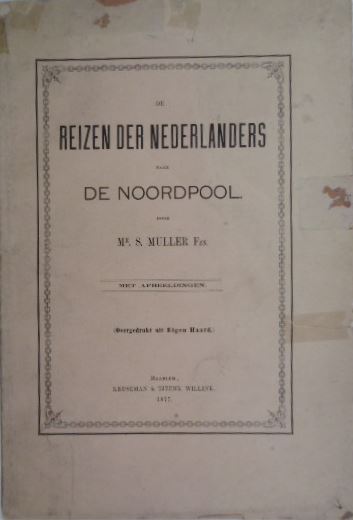 DE
REIZEN DER NEDERLANDERS
NAAR
DE NOORDPOOL.
DOOR
Mr. S. MULLER Fzn.
MET AFBEELDINGEN.
(Overgedrukt uit Eigen Haard.)
HAARLEM,
KRUSEMAN & TJEENK WILLINK.
1877.